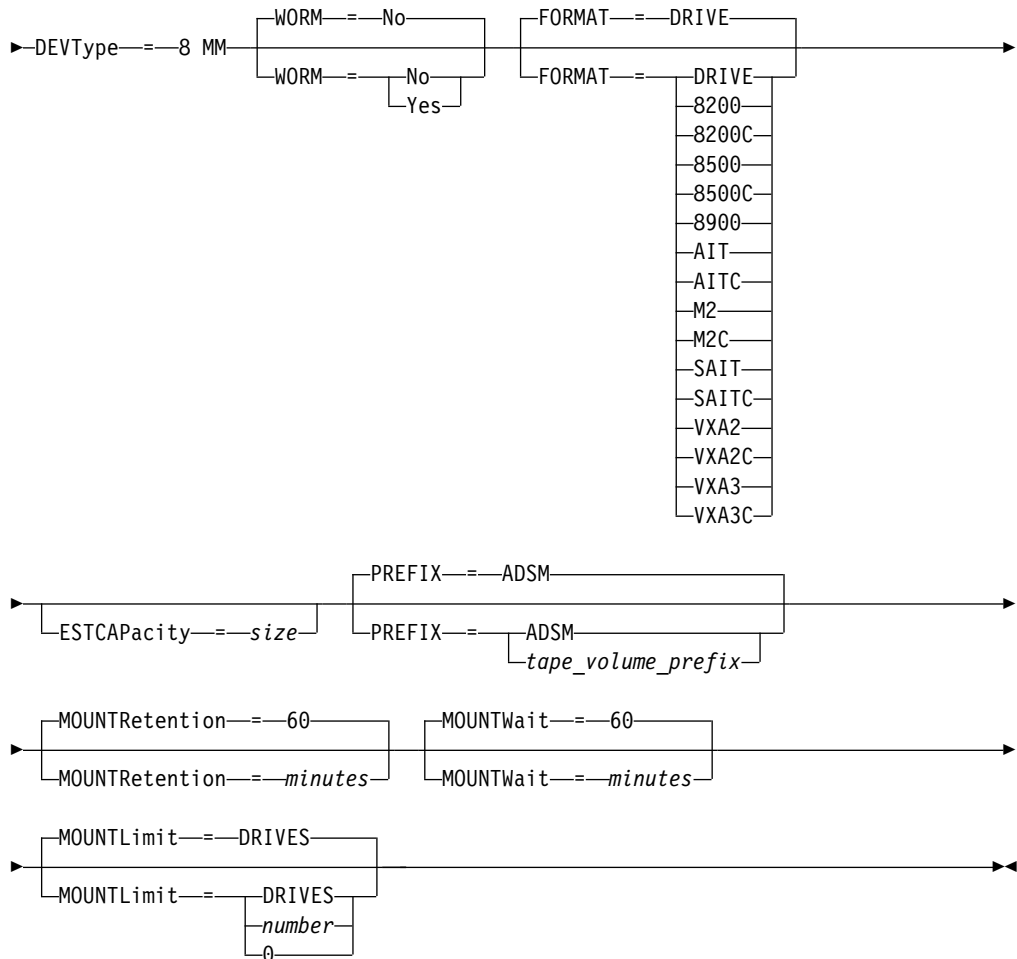 WORM = No FORMAT = DRIVE
DEVType = 8 MM
WORM = No FORMAT = DRIVE
Yes 8200
8200C
8500
8500C
8900
AIT
AITC
M2
M2C
SAIT
SAITC
VXA2
VXA2C
VXA3
VXA3C
PREFIX = ADSM
ESTCAPacity = size PREFIX = ADSM
tape_volume_prefix
MOUNTRetention = 60 MOUNTWait = 60
MOUNTRetention = minutes MOUNTWait = minutes
MOUNTLimit = DRIVES
MOUNTLimit = DRIVES
number
0